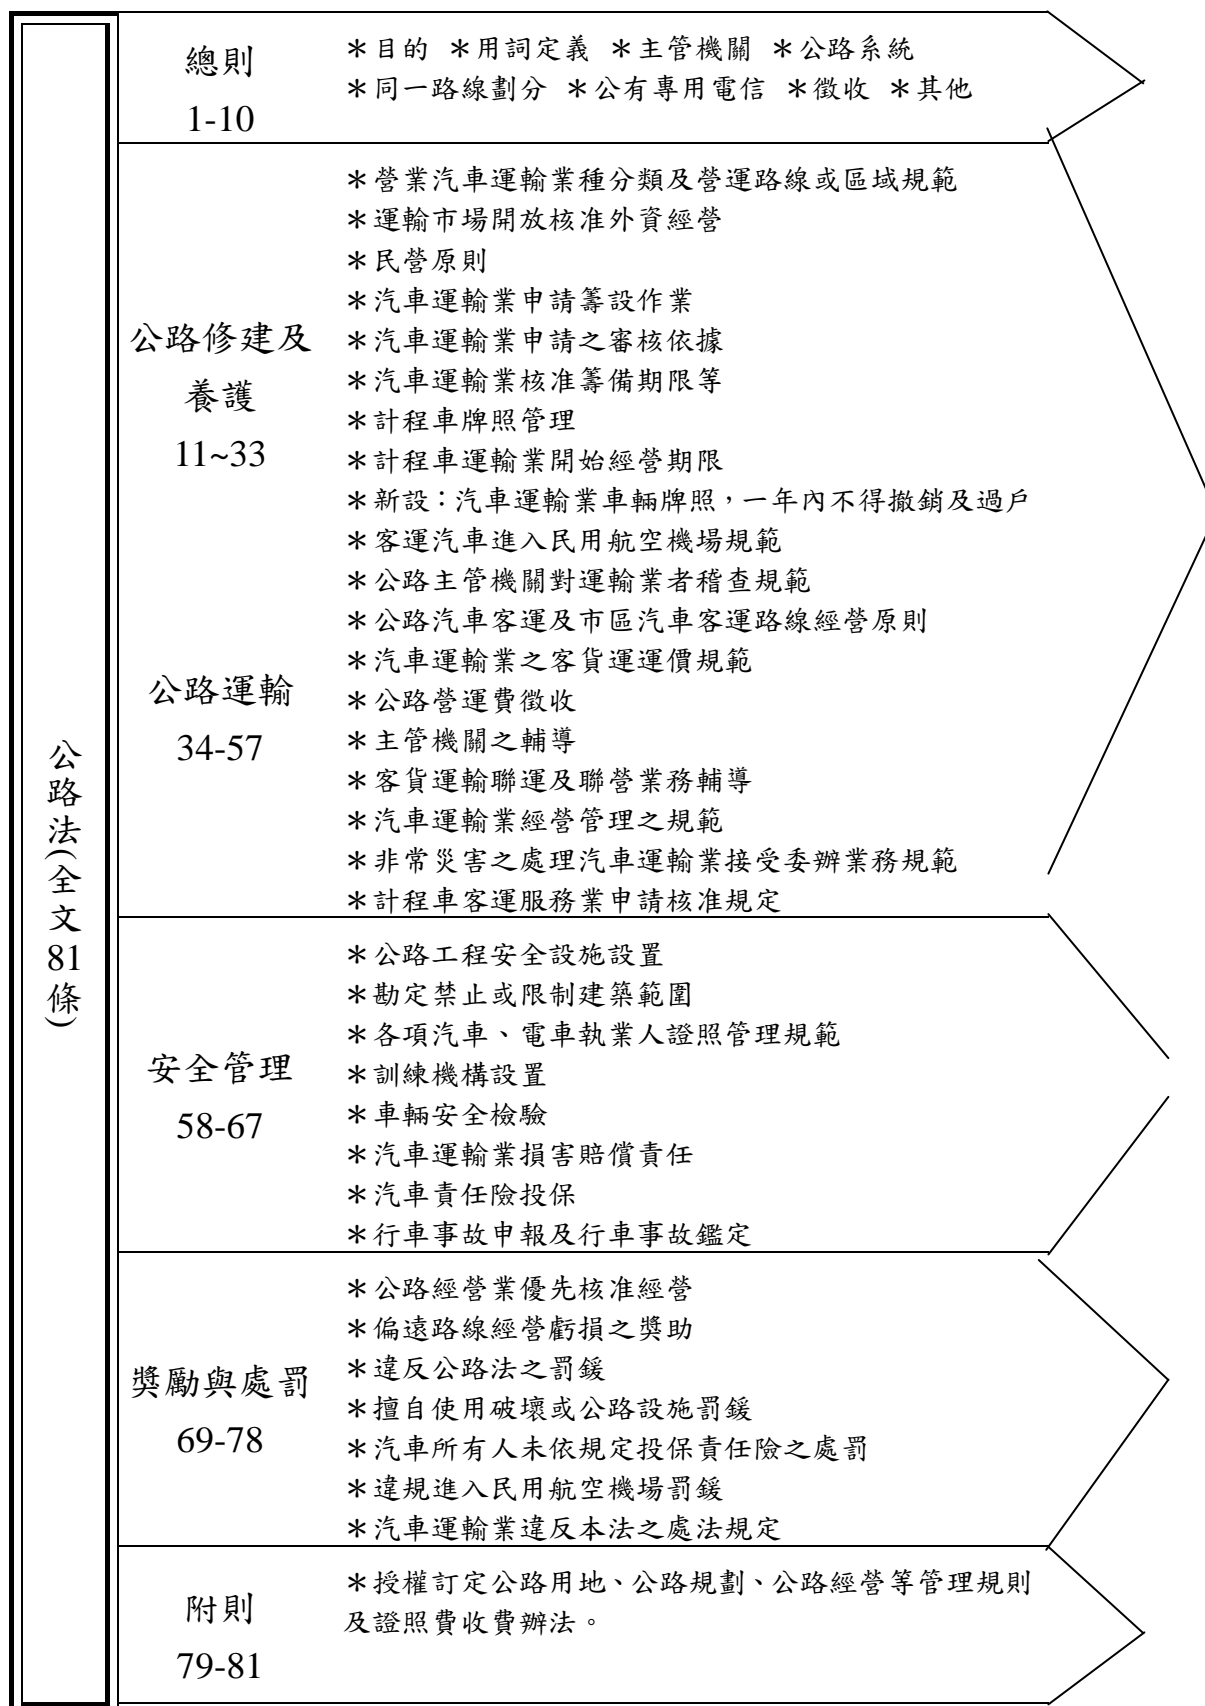 公路法(全文81條)
總則
1-10
＊目的 ＊用詞定義 ＊主管機關 ＊公路系統
＊同一路線劃分 ＊公有專用電信 ＊徵收 ＊其他
公路修建及
養護
11~33
公路運輸
34-57
＊營業汽車運輸業種分類及營運路線或區域規範
＊運輸市場開放核准外資經營
＊民營原則
＊汽車運輸業申請籌設作業
＊汽車運輸業申請之審核依據
＊汽車運輸業核准籌備期限等
＊計程車牌照管理
＊計程車運輸業開始經營期限
＊新設：汽車運輸業車輛牌照，一年內不得撤銷及過戶
＊客運汽車進入民用航空機場規範
＊公路主管機關對運輸業者稽查規範
＊公路汽車客運及市區汽車客運路線經營原則
＊汽車運輸業之客貨運運價規範
＊公路營運費徵收
＊主管機關之輔導
＊客貨運輸聯運及聯營業務輔導
＊汽車運輸業經營管理之規範
＊非常災害之處理汽車運輸業接受委辦業務規範
＊計程車客運服務業申請核准規定
安全管理
58-67
＊公路工程安全設施設置
＊勘定禁止或限制建築範圍
＊各項汽車、電車執業人證照管理規範
＊訓練機構設置
＊車輛安全檢驗
＊汽車運輸業損害賠償責任
＊汽車責任險投保
＊行車事故申報及行車事故鑑定
獎勵與處罰
69-78
＊公路經營業優先核准經營
＊偏遠路線經營虧損之獎助
＊違反公路法之罰鍰
＊擅自使用破壞或公路設施罰鍰
＊汽車所有人未依規定投保責任險之處罰
＊違規進入民用航空機場罰鍰
＊汽車運輸業違反本法之處法規定
附則
79-81
＊授權訂定公路用地、公路規劃、公路經營等管理規則
及證照費收費辦法。